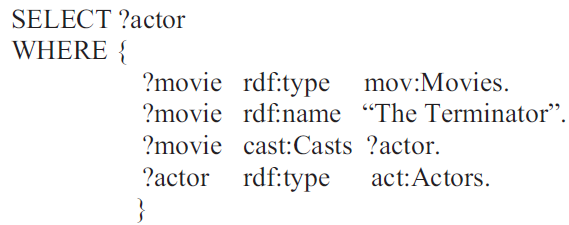 SELECT ?actor
WHERE {
?movie rdf:type mov:Movies.
?movie rdf:name “The Terminator”.
?movie cast:Casts ?actor.
?actor rdf:type act:Actors.
}